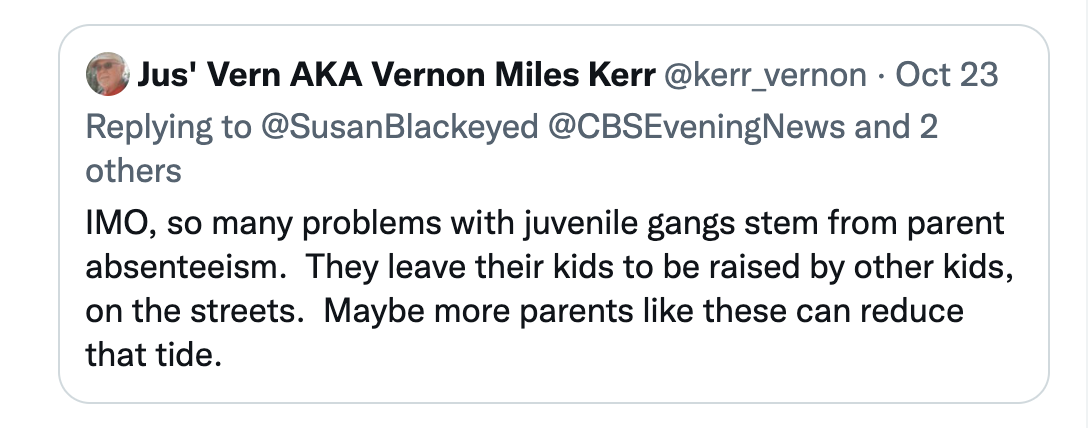 Jus' Vern AKA Vernon Miles Kerr @kerr_vernon · Oct 23
Replying to @SusanBlackeyed @CBSEveningNews and 2
others
IMO, so many problems with juvenile gangs stem from parent
absenteeism.  They leave their kids to be raised by other kids,
on the streets.  Maybe more parents like these can reduce
that tide.